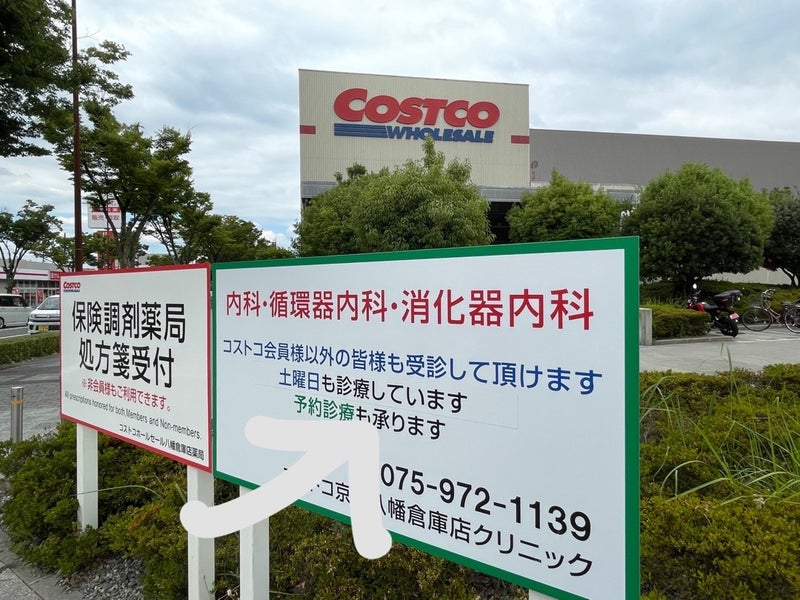 COSTCO
WHOLESALE
COSTCO
WHOLESALE
保険調剤薬局
処方箋受付
※非会員様もご利用できます。
All prescriptions honored for both Members and Non-members.
コストコホールセール八幡倉庫店薬局
内科・循環器内科・消化器内科
コストコ会員様以外の皆様も受診して頂けます
土曜日も診療しています
予約診療も承ります
075-972-1139
トコ京 八幡倉庫店クリニック